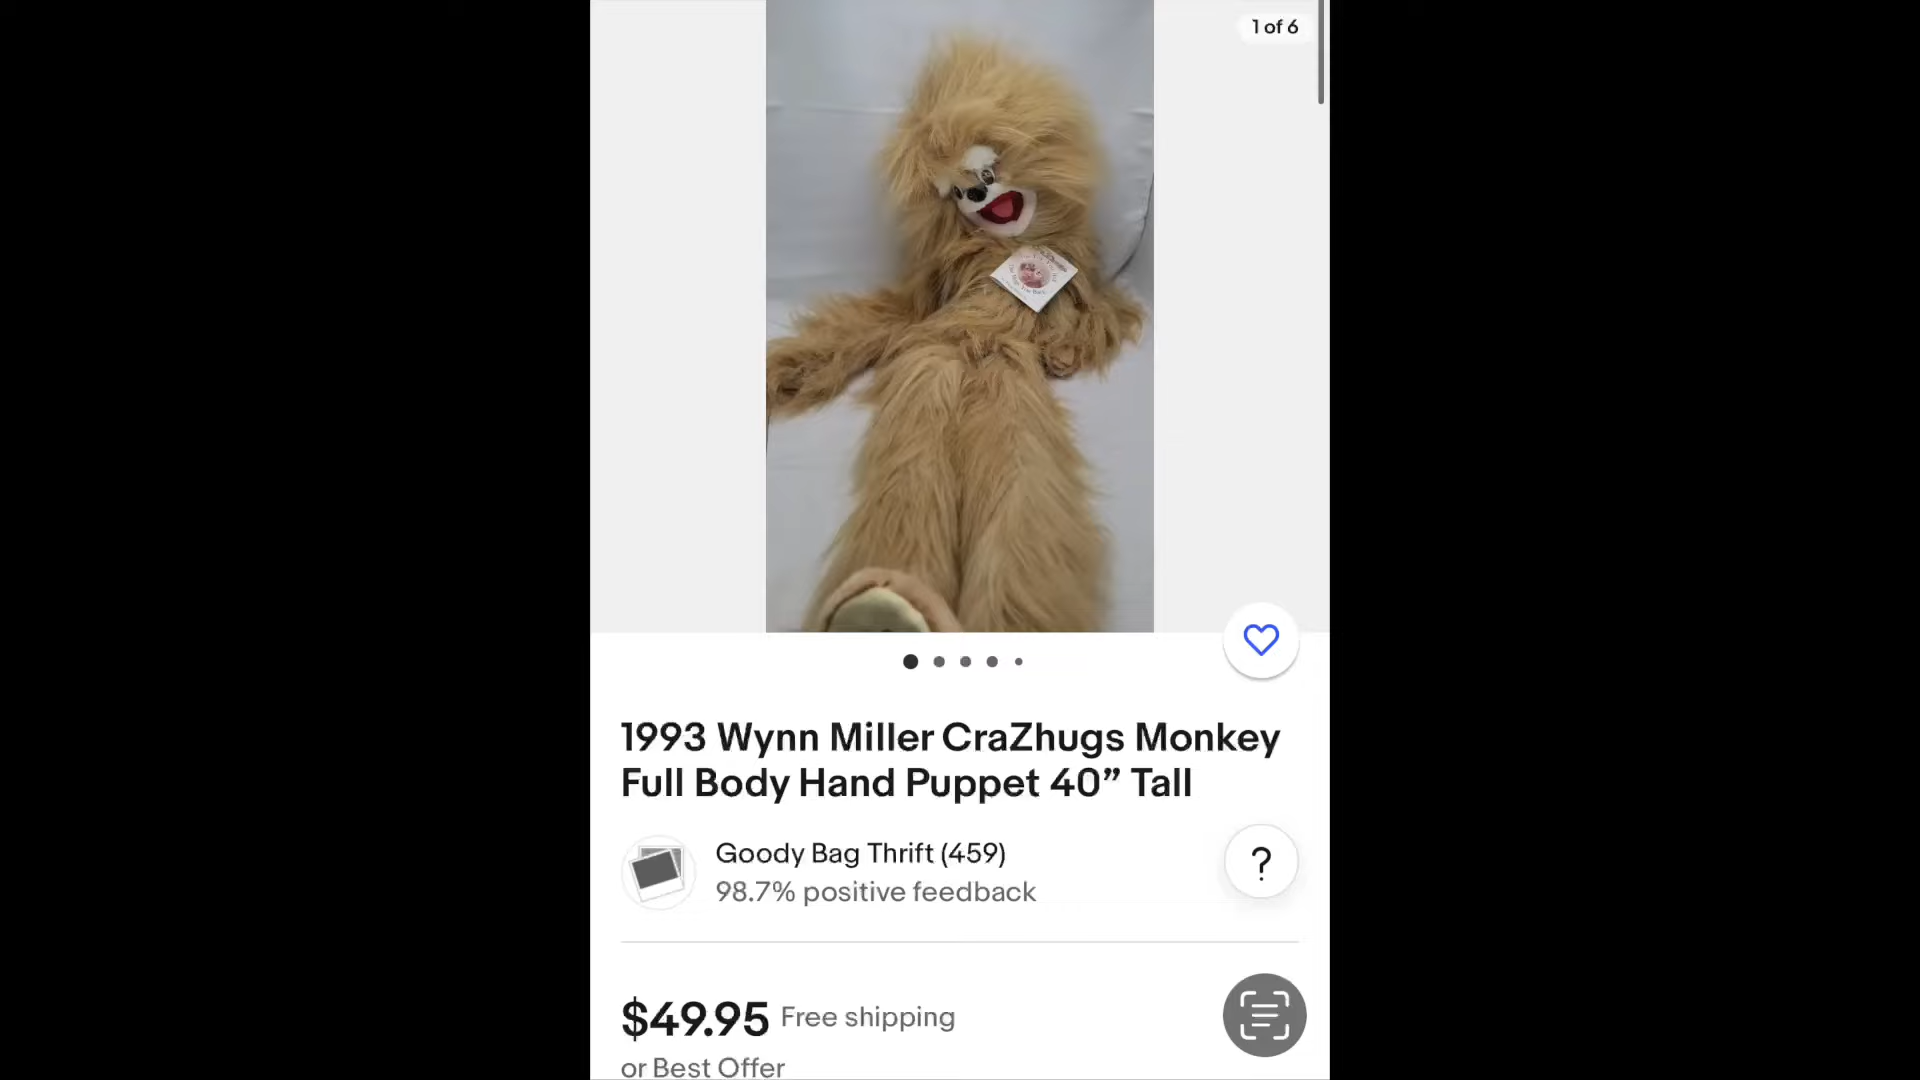 1 of 6
1993 Wynn Miller CraZhugs Monkey
Full Body Hand Puppet 40” Tall
Goody Bag Thrift (459)
98.7% positive feedback
?
$49.95 Free shipping
or Best Offer